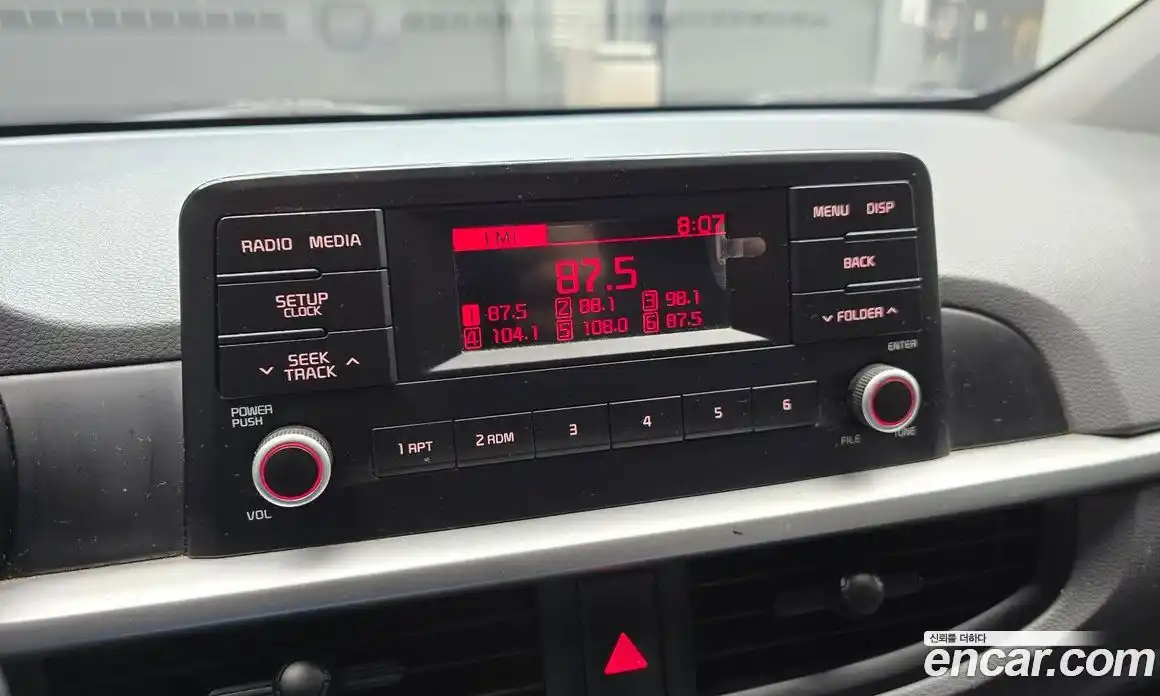 RADIO MEDIA
SETUP
CLOCK
SEEK
TRACK
POWER
PUSH
VOL
8:07
87.5
1 87.5 2 88.1 3 98.1
4 104.1 5 108.0 6 87.5
1 RPT 2 RDM 3 4 5 6
MENU DISP
BACK
FOLDER
ENTER
FILE TUNE
신뢰를 더하다
encar.com